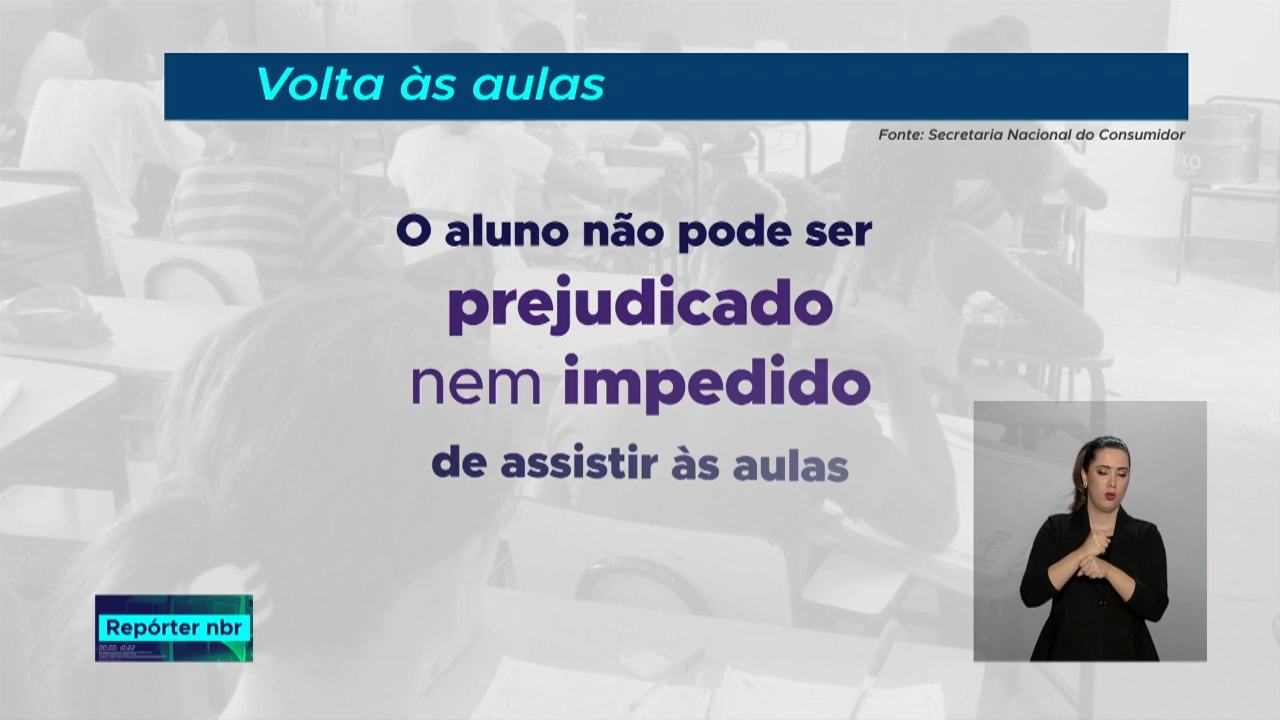 Volta às aulas
Fonte: Secretaria Nacional do Consumidor
O aluno não pode ser
prejudicado
nem impedido
de assistir às aulas
Repórter nbr